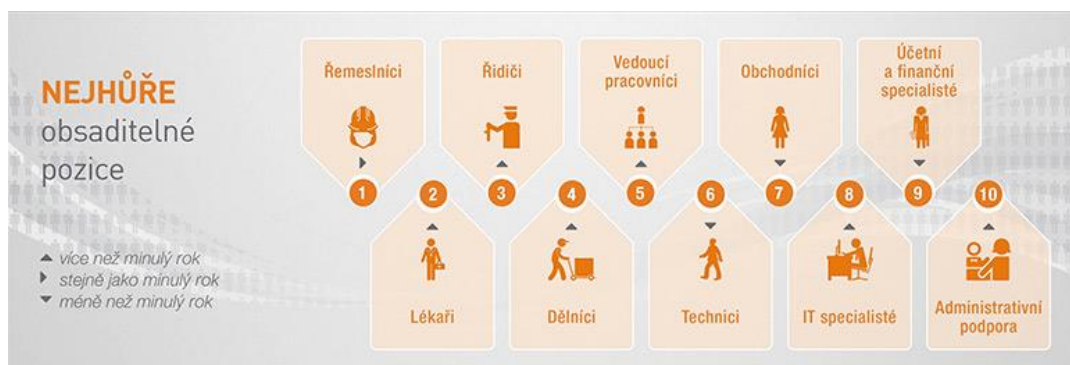 NEJHŮŘE
obsaditelné
pozice
▲ více než minulý rok
▶ stejně jako minulý rok
▼ méně než minulý rok
Řemeslníci
1
2
Lékaři
Řidiči
3
4
Dělníci
Vedoucí
pracovníci
5
6
Technici
Obchodníci
7
8
IT specialisté
Účetní
a finanční
specialisté
9
10
Administrativní
podpora